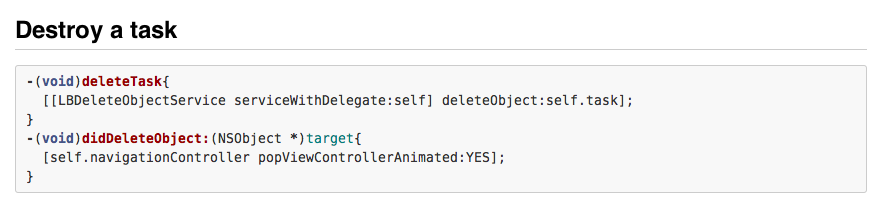 Destroy a task
-(void)deleteTask{
  [[LBDeleteObjectService serviceWithDelegate:self] deleteObject:self.task];
}
-(void)didDeleteObject:(NSObject *)target{
  [self.navigationController popViewControllerAnimated:YES];
}